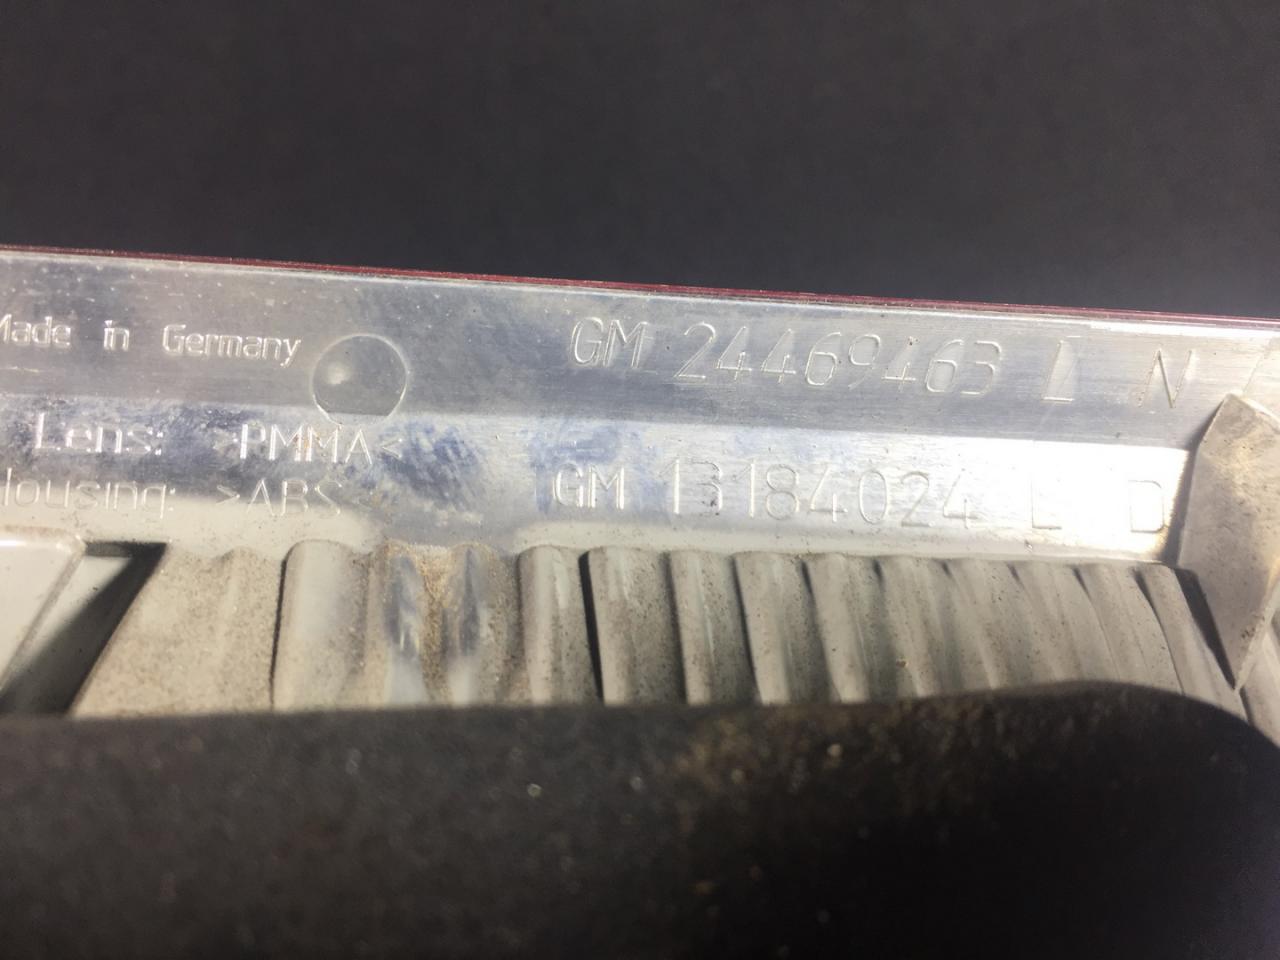 Made in Germany
GM 24469463 L N
Lens: >PMMA<
GM 13184024 L D
Housing: >ABS<